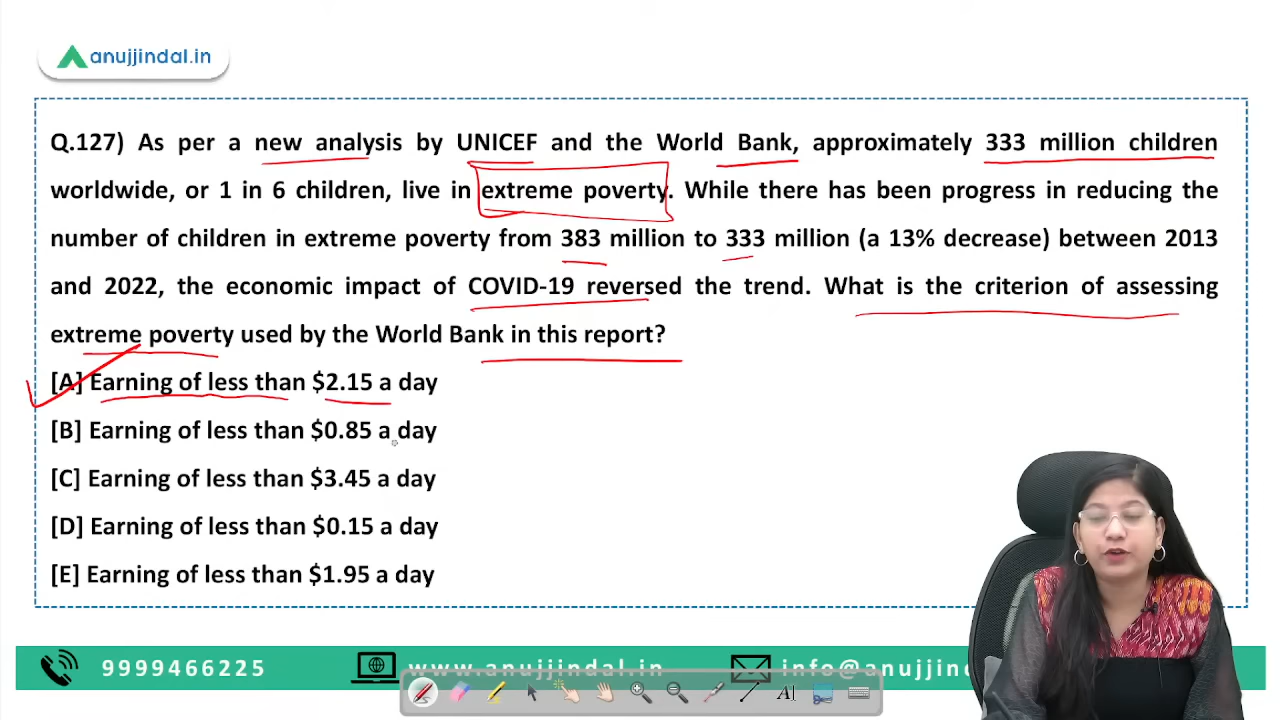 anujjindal.in
Q.127) As per a new analysis by UNICEF and the World Bank, approximately 333 million children
worldwide, or 1 in 6 children, live in extreme poverty. While there has been progress in reducing the
number of children in extreme poverty from 383 million to 333 million (a 13% decrease) between 2013
and 2022, the economic impact of COVID-19 reversed the trend. What is the criterion of assessing
extreme poverty used by the World Bank in this report?
[A] Earning of less than $2.15 a day
[B] Earning of less than $0.85 a day
[C] Earning of less than $3.45 a day
[D] Earning of less than $0.15 a day
[E] Earning of less than $1.95 a day
9999466225 www.anujjindal.in info@anujjin